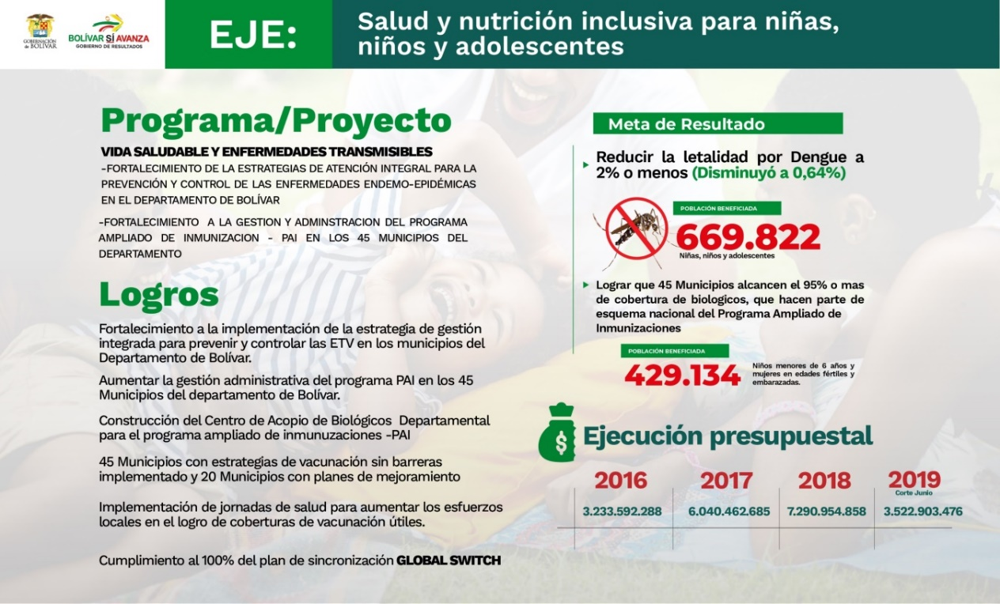 GOBERNACIÓN
de BOLÍVAR
BOLÍVAR SÍ AVANZA
GOBIERNO DE RESULTADOS
EJE:
Salud y nutrición inclusiva para niñas,
niños y adolescentes
Programa/Proyecto
VIDA SALUDABLE Y ENFERMEDADES TRANSMISIBLES
-FORTALECIMIENTO DE LA ESTRATEGIAS DE ATENCIÓN INTEGRAL PARA LA
PREVENCIÓN Y CONTROL DE LAS ENFERMEDADES ENDEMO-EPIDÉMICAS
EN EL DEPARTAMENTO DE BOLÍVAR
-FORTALECIMIENTO A LA GESTION Y ADMINSTRACION DEL PROGRAMA
AMPLIADO DE INMUNIZACION - PAI EN LOS 45 MUNICIPIOS DEL
DEPARTAMENTO
Logros
Fortalecimiento a la implementación de la estrategia de gestión
integrada para prevenir y controlar las ETV en los municipios del
Departamento de Bolívar.
Aumentar la gestión administrativa del programa PAI en los 45
Municipios del departamento de Bolívar.
Construcción del Centro de Acopio de Biológicos Departamental
para el programa ampliado de inmunuzaciones -PAI
45 Municipios con estrategias de vacunación sin barreras
implementado y 20 Municipios con planes de mejoramiento
Implementación de jornadas de salud para aumentar los esfuerzos
locales en el logro de coberturas de vacunación útiles.
Cumplimiento al 100% del plan de sincronización GLOBAL SWITCH
Meta de Resultado
Reducir la letalidad por Dengue a
2% o menos (Disminuyó a 0,64%)
POBLACIÓN BENEFICIADA
669.822
Niñas, niños y adolescentes
Lograr que 45 Municipios alcancen el 95% o mas
de cobertura de biologicos, que hacen parte de
esquema nacional del Programa Ampliado de
Inmunizaciones
POBLACIÓN BENEFICIADA
429.134
Niños menores de 6 años y
mujeres en edades fértiles y
embarazadas.
$
Ejecución presupuestal
2016 2017 2018 2019
Corte Junio
3.233.592.288 6.040.462.685 7.290.954.858 3.522.903.476